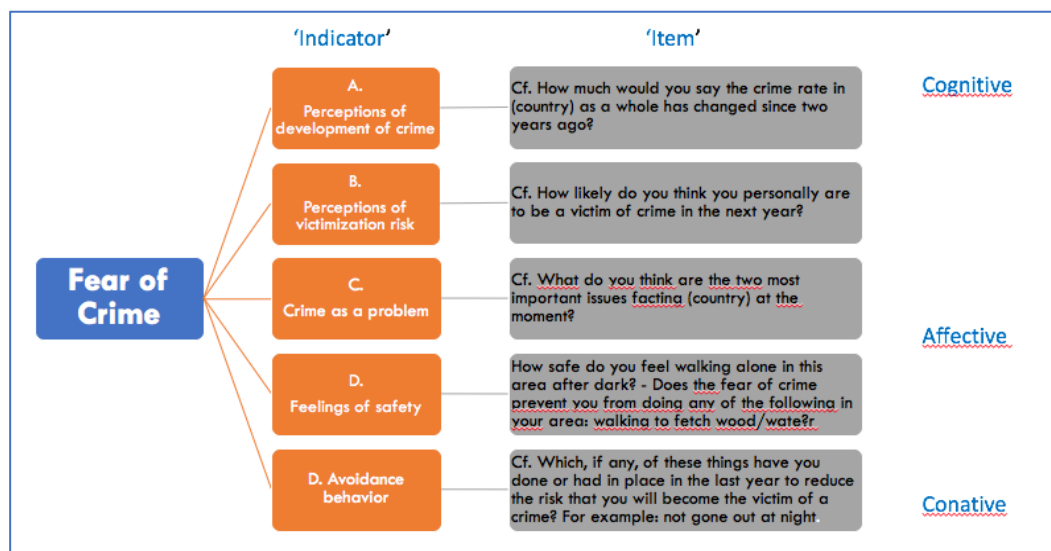 ‘Indicator’
‘Item’
Cognitive
A.
Perceptions of
development of crime
Cf. How much would you say the crime rate in
(country) as a whole has changed since two
years ago?
B.
Perceptions of
victimization risk
Cf. How likely do you think you personally are
to be a victim of crime in the next year?
Fear of
Crime
C.
Crime as a problem
Cf. What do you think are the two most
important issues facting (country) at the
moment?
Affective
D.
Feelings of safety
How safe do you feel walking alone in this
area after dark? - Does the fear of crime
prevent you from doing any of the following in
your area: walking to fetch wood/wate?r
D. Avoidance
behavior
Cf. Which, if any, of these things have you
done or had in place in the last year to reduce
the risk that you will become the victim of a
crime? For example: not gone out at night.
Conative